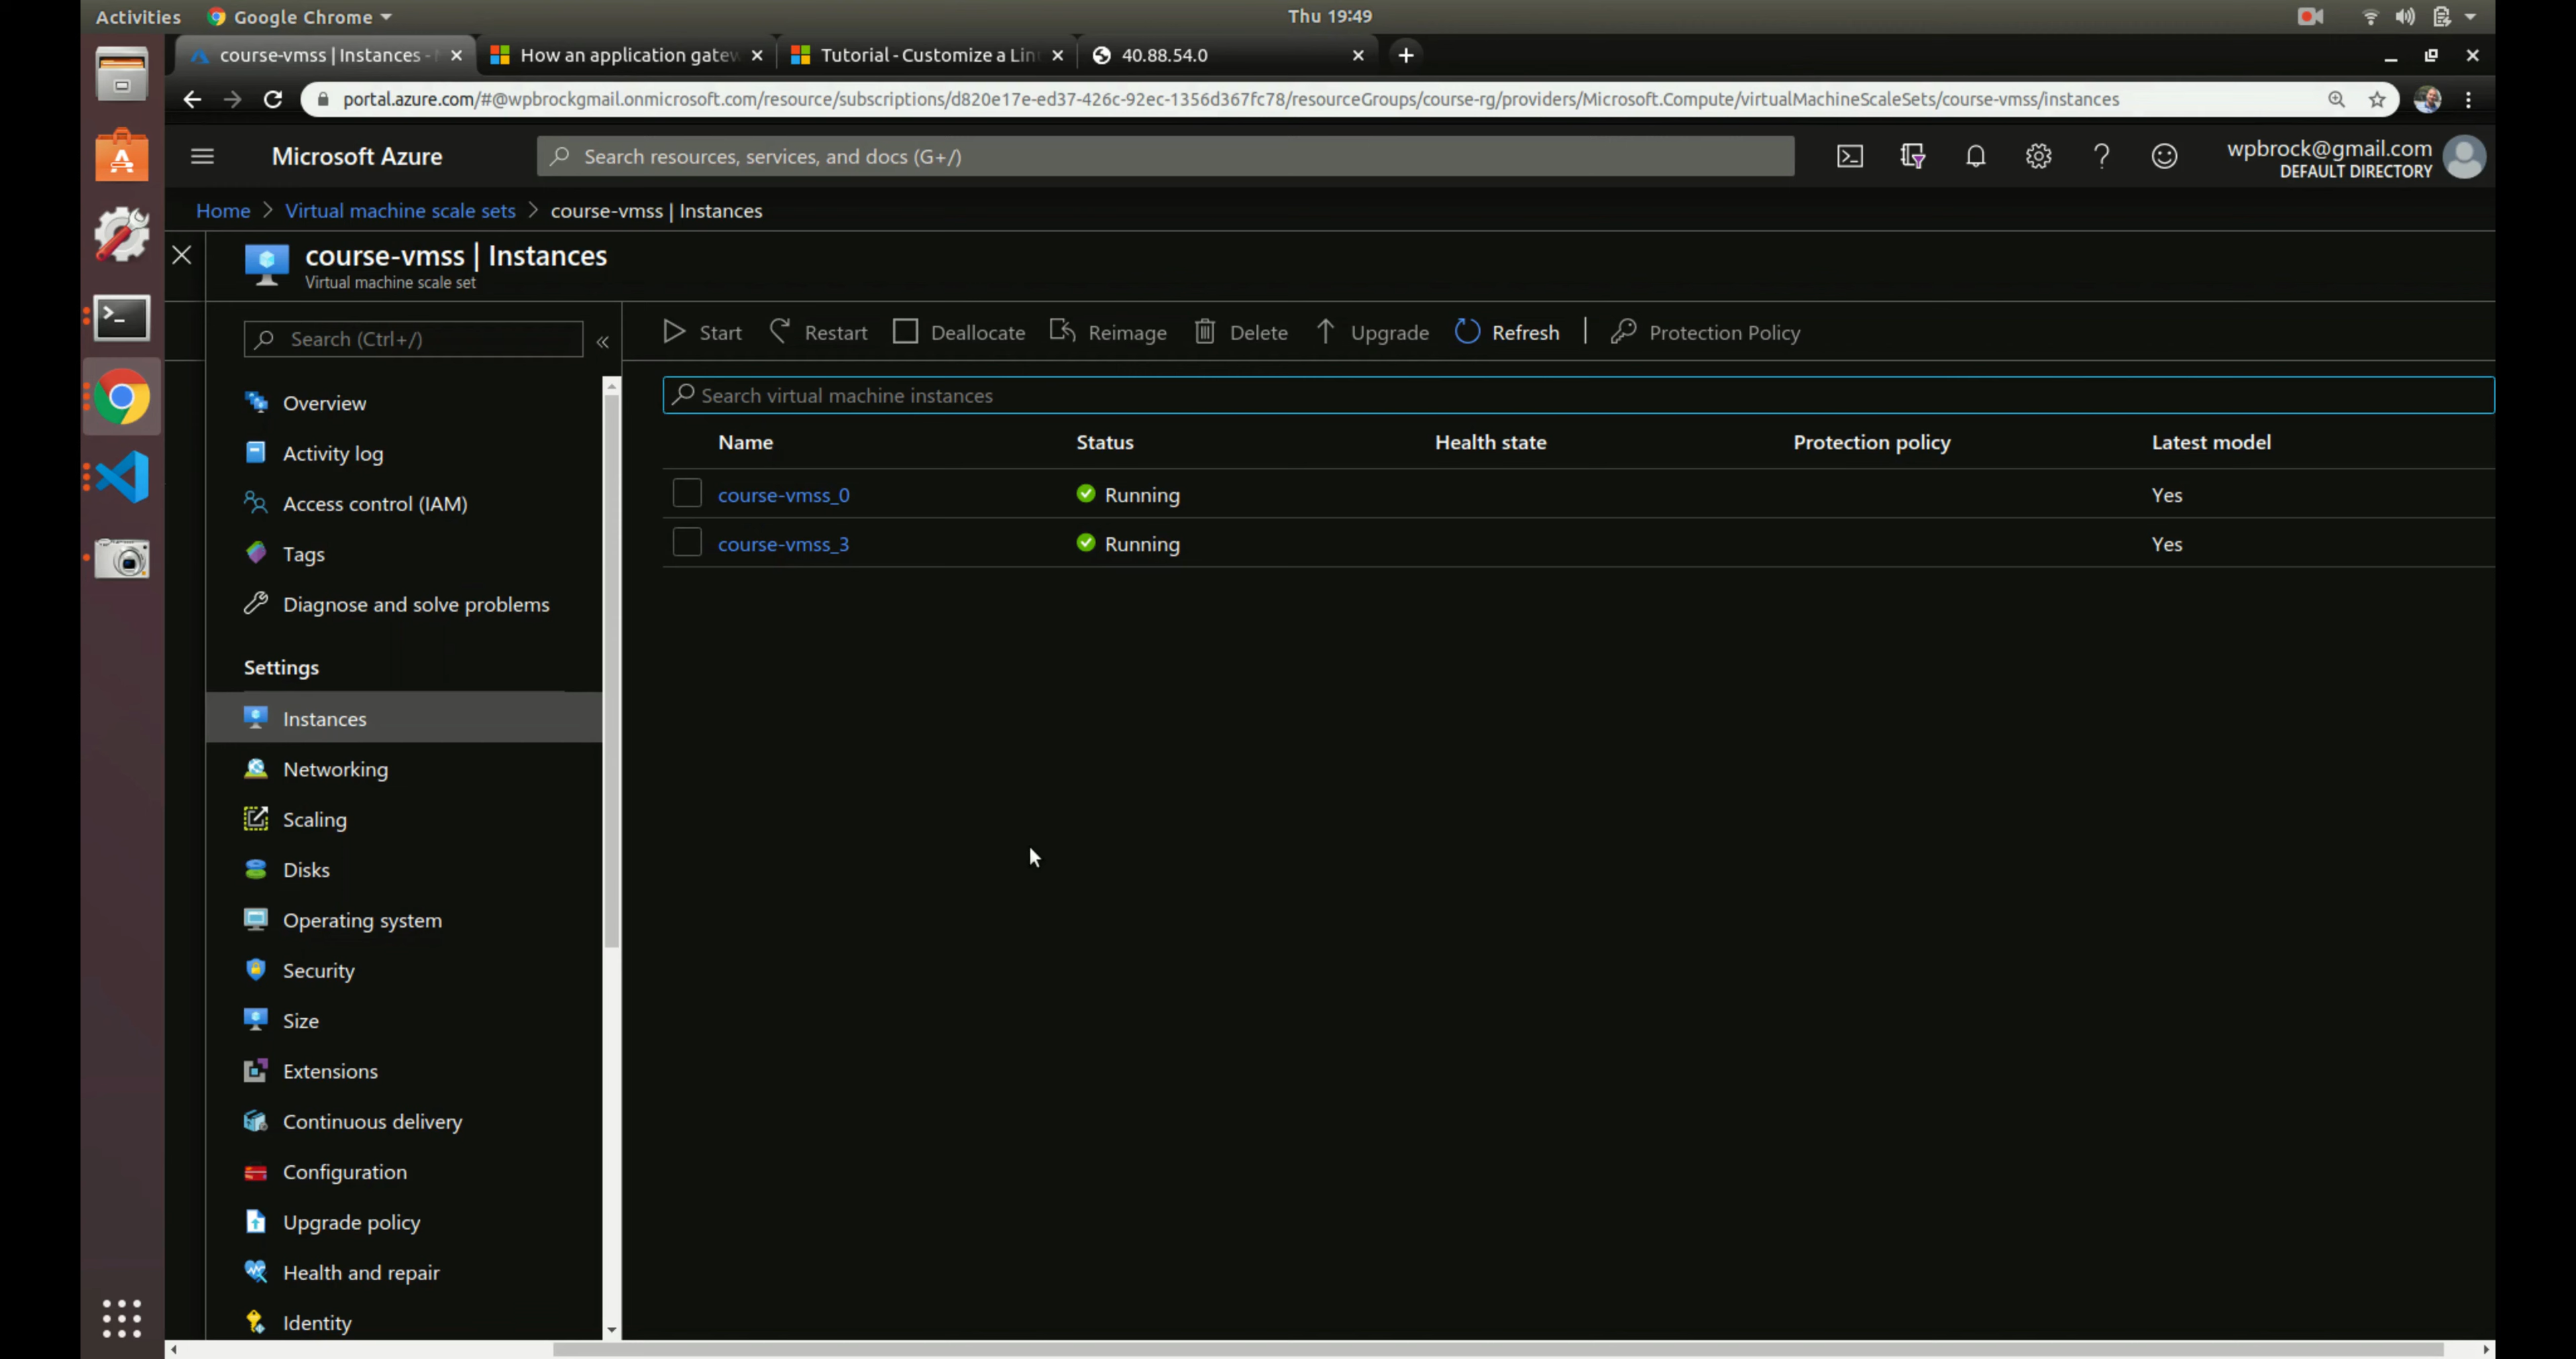 Activities Google Chrome Thu 19:49
course-vmss | Instances - How an application gatew Tutorial - Customize a Lin 40.88.54.0
portal.azure.com/#@wpbrockgmail.onmicrosoft.com/resource/subscriptions/d820e17e-ed37-426c-92ec-1356d367fc78/resourceGroups/course-rg/providers/Microsoft.Compute/virtualMachineScaleSets/course-vmss/instances
Microsoft Azure Search resources, services, and docs (G+/) wpbrock@gmail.com
DEFAULT DIRECTORY
Home > Virtual machine scale sets > course-vmss | Instances
course-vmss | Instances
Virtual machine scale set
Search (Ctrl+/) «
Start Restart Deallocate Reimage Delete Upgrade Refresh | Protection Policy
Search virtual machine instances
Name Status Health state Protection policy Latest model
course-vmss_0 Running Yes
course-vmss_3 Running Yes
Overview
Activity log
Access control (IAM)
Tags
Diagnose and solve problems
Settings
Instances
Networking
Scaling
Disks
Operating system
Security
Size
Extensions
Continuous delivery
Configuration
Upgrade policy
Health and repair
Identity